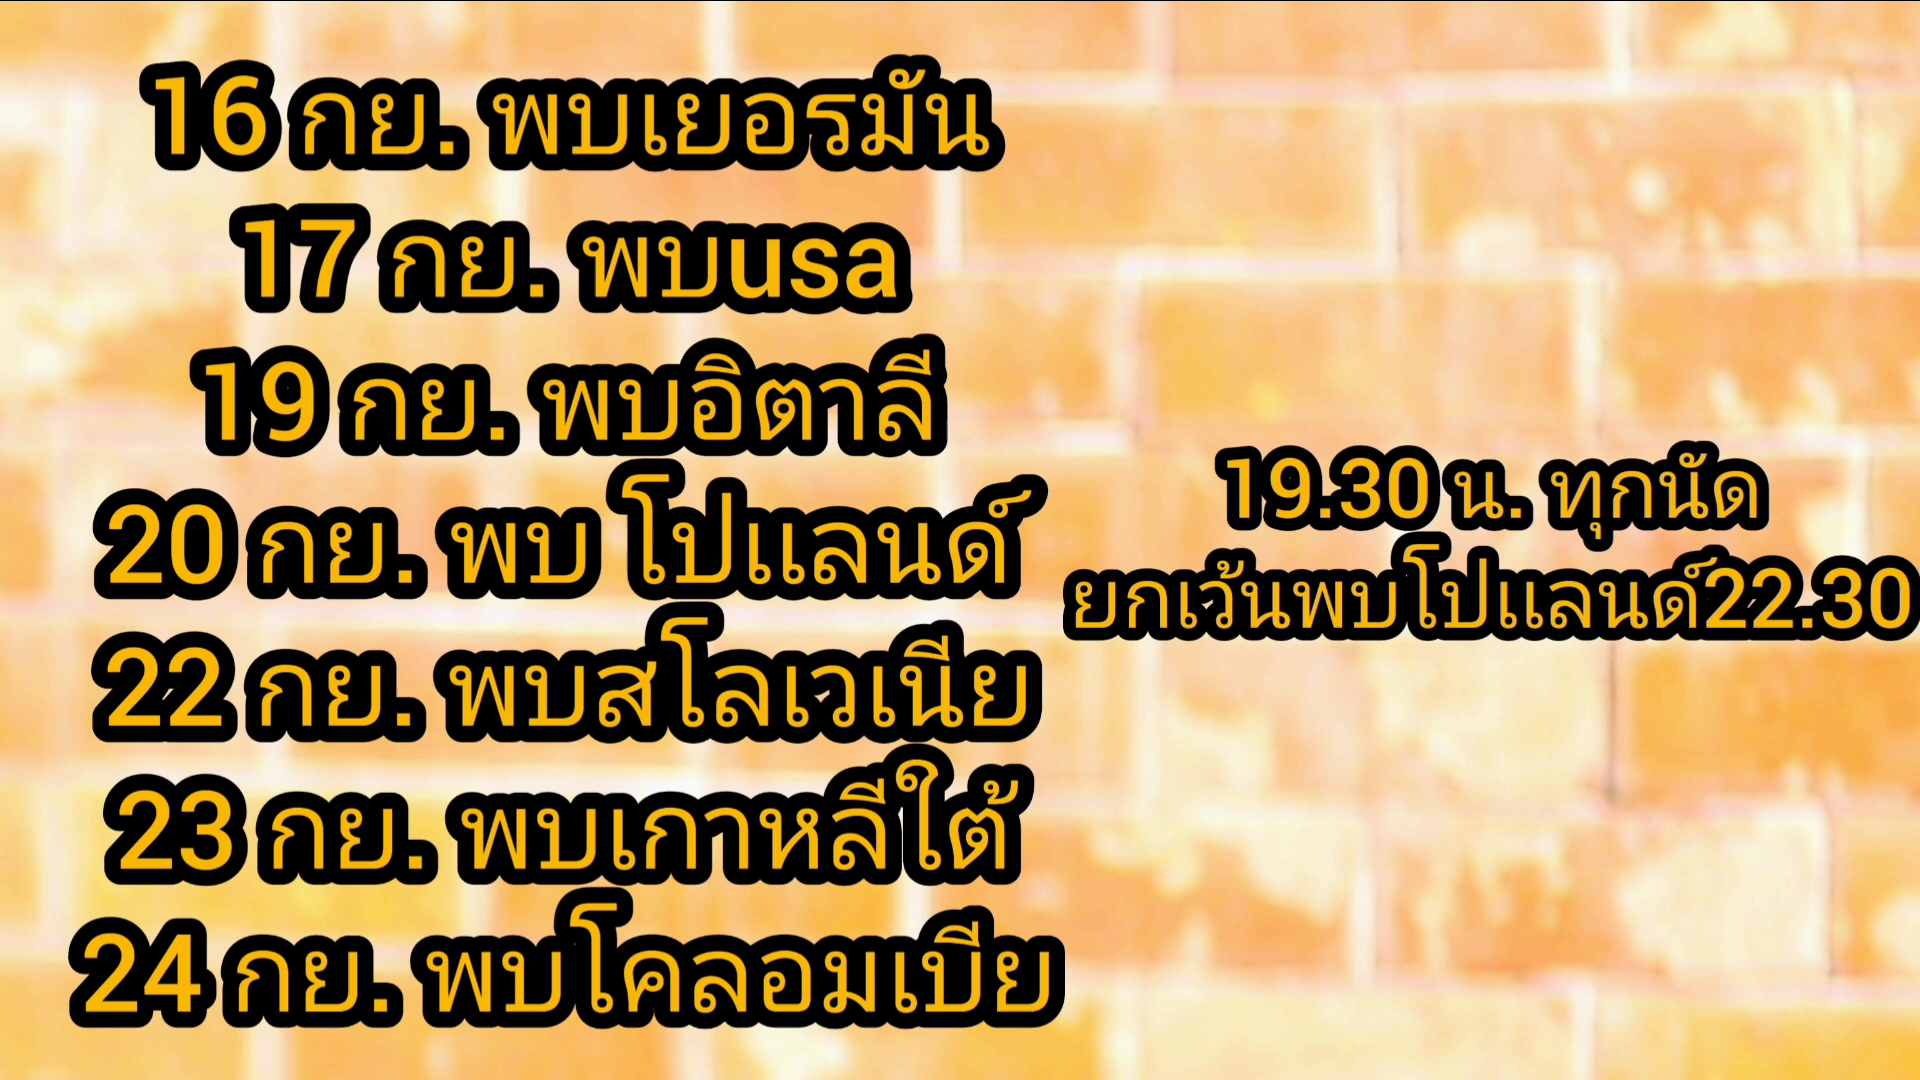 16 กย. พบเยอรมัน
17 กย. พบusa
19 กย. พบอิตาลี
20 กย. พบ โปแลนด์
22 กย. พบสโลเวเนีย
23 กย. พบเกาหลีใต้
24 กย. พบโคลอมเบีย
19.30 น. ทุกนัด
ยกเว้นพบโปแลนด์22.30